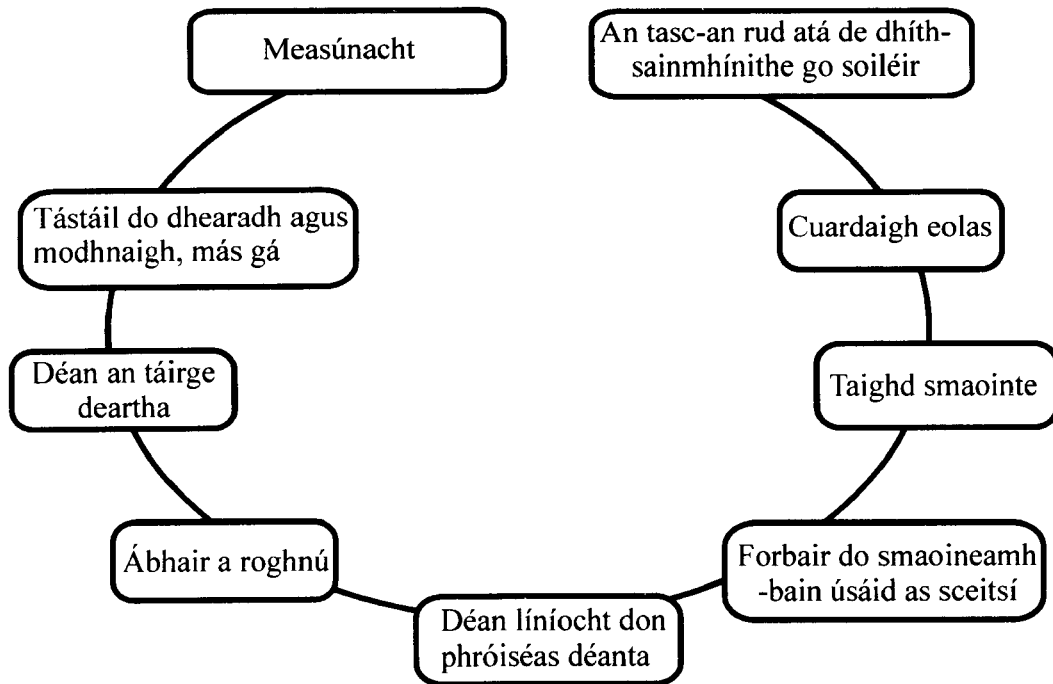 An tasc-an rud atá de dhíth-
sainmhínithe go soiléir
Cuardaigh eolas
Taighd smaointe
Forbair do smaoineamh
-bain úsáid as sceitsí
Déan líníocht don
phróiséas déanta
Ábhair a roghnú
Déan an táirge
deartha
Tástáil do dhearadh agus
modhnaigh, más gá
Measúnacht